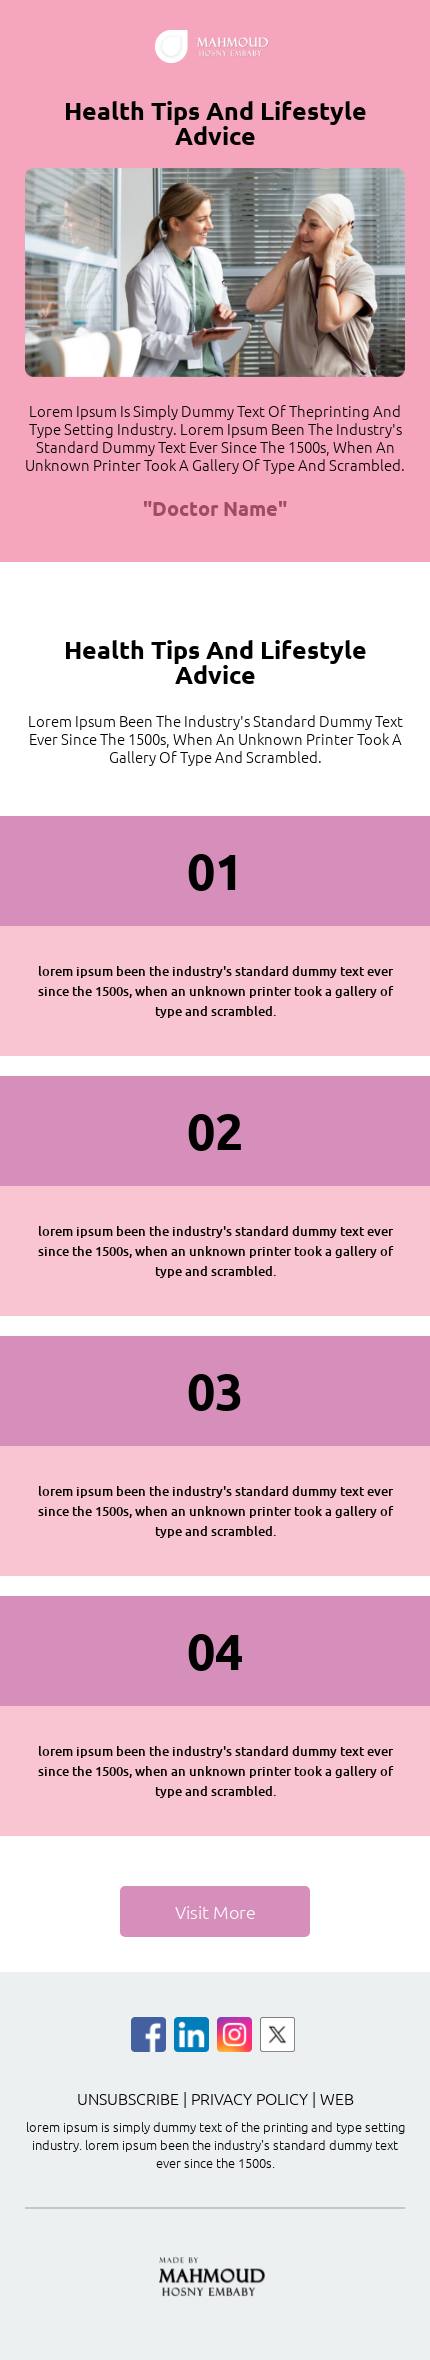 MAHMOUD
HOSNY EMBABY
Health Tips And Lifestyle
Advice
Lorem Ipsum Is Simply Dummy Text Of Theprinting And
Type Setting Industry. Lorem Ipsum Been The Industry's
Standard Dummy Text Ever Since The 1500s, When An
Unknown Printer Took A Gallery Of Type And Scrambled.
"Doctor Name"
Health Tips And Lifestyle
Advice
Lorem Ipsum Been The Industry's Standard Dummy Text
Ever Since The 1500s, When An Unknown Printer Took A
Gallery Of Type And Scrambled.
01
lorem ipsum been the industry's standard dummy text ever
since the 1500s, when an unknown printer took a gallery of
type and scrambled.
02
lorem ipsum been the industry's standard dummy text ever
since the 1500s, when an unknown printer took a gallery of
type and scrambled.
03
lorem ipsum been the industry's standard dummy text ever
since the 1500s, when an unknown printer took a gallery of
type and scrambled.
04
lorem ipsum been the industry's standard dummy text ever
since the 1500s, when an unknown printer took a gallery of
type and scrambled.
Visit More
UNSUBSCRIBE | PRIVACY POLICY | WEB
lorem ipsum is simply dummy text of the printing and type setting
industry. lorem ipsum been the industry's standard dummy text
ever since the 1500s.
MADE BY
MAHMOUD
HOSNY EMBABY